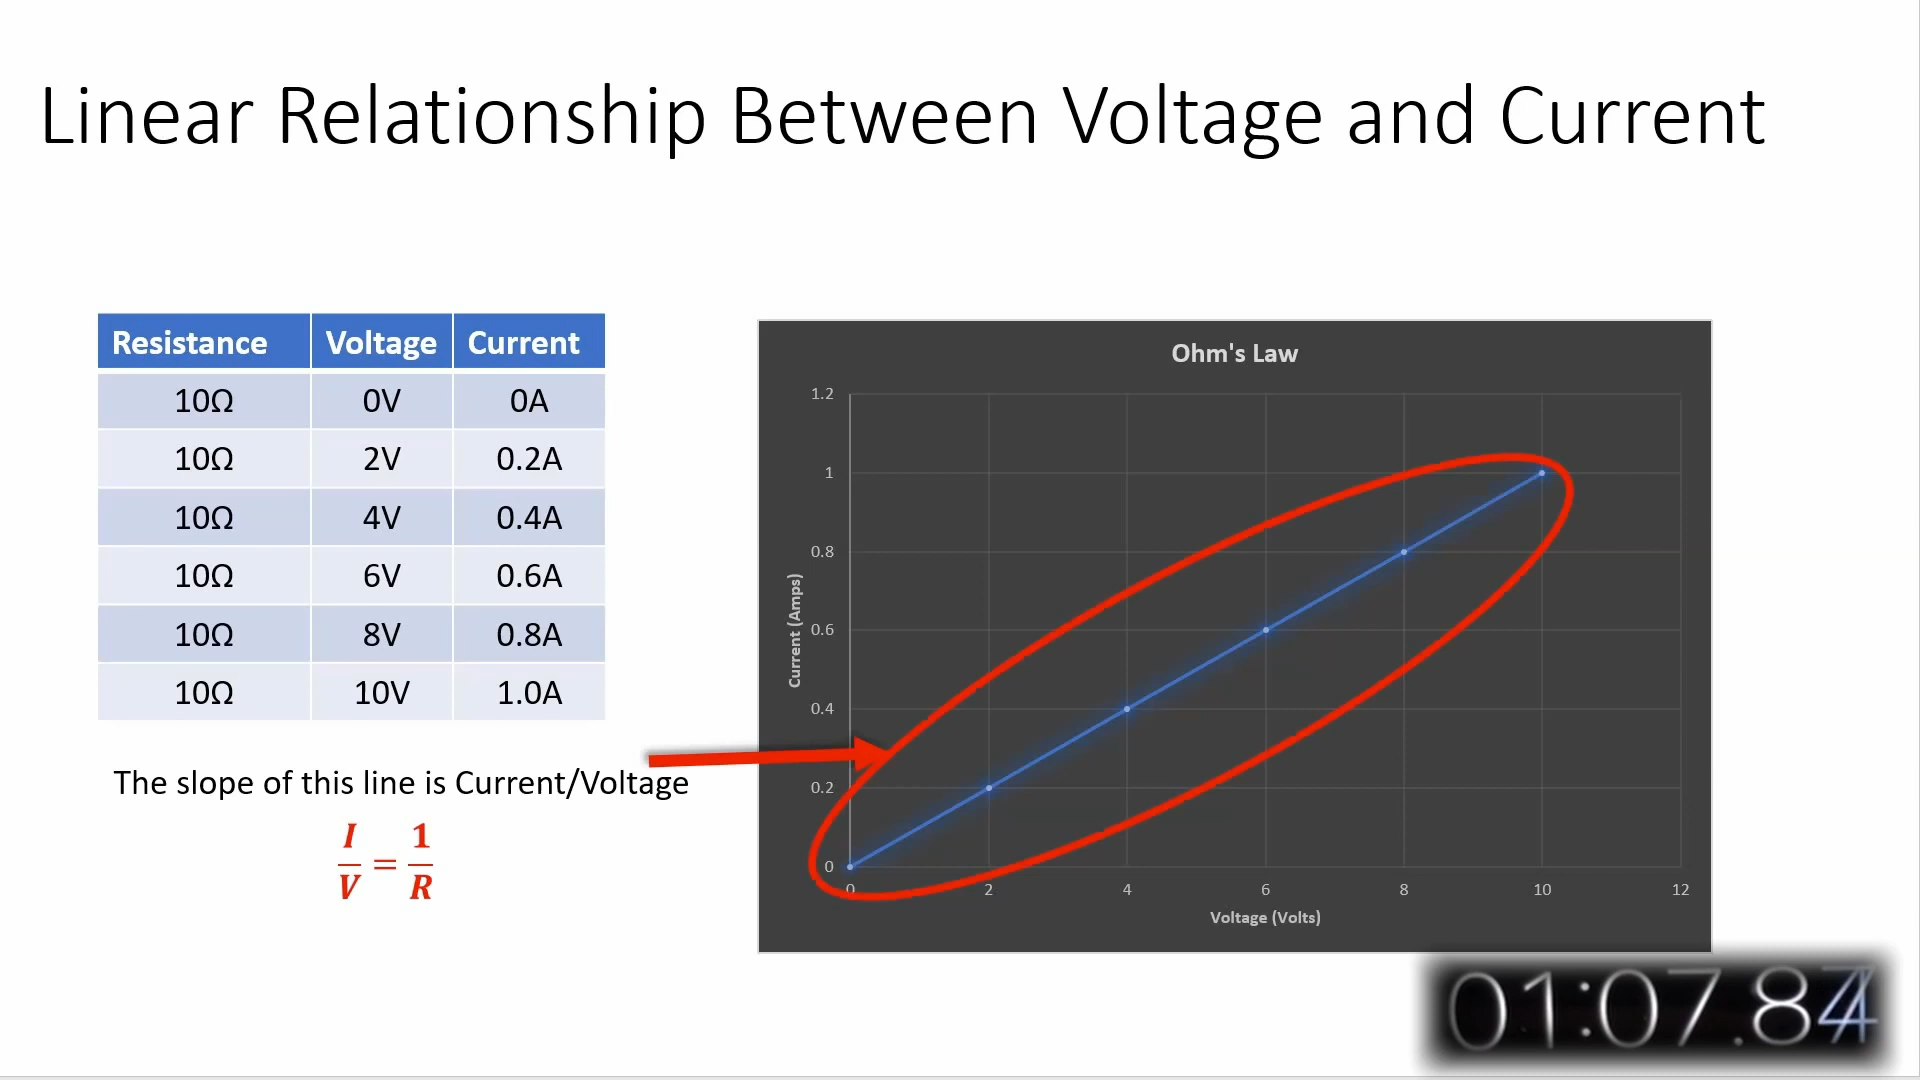 Linear Relationship Between Voltage and Current
Resistance Voltage Current
10Ω 0V 0A
10Ω 2V 0.2A
10Ω 4V 0.4A
10Ω 6V 0.6A
10Ω 8V 0.8A
10Ω 10V 1.0A
The slope of this line is Current/Voltage
I/V = 1/R
Ohm's Law
Current (Amps)
1.2
1
0.8
0.6
0.4
0.2
0
0 2 4 6 8 10 12
Voltage (Volts)